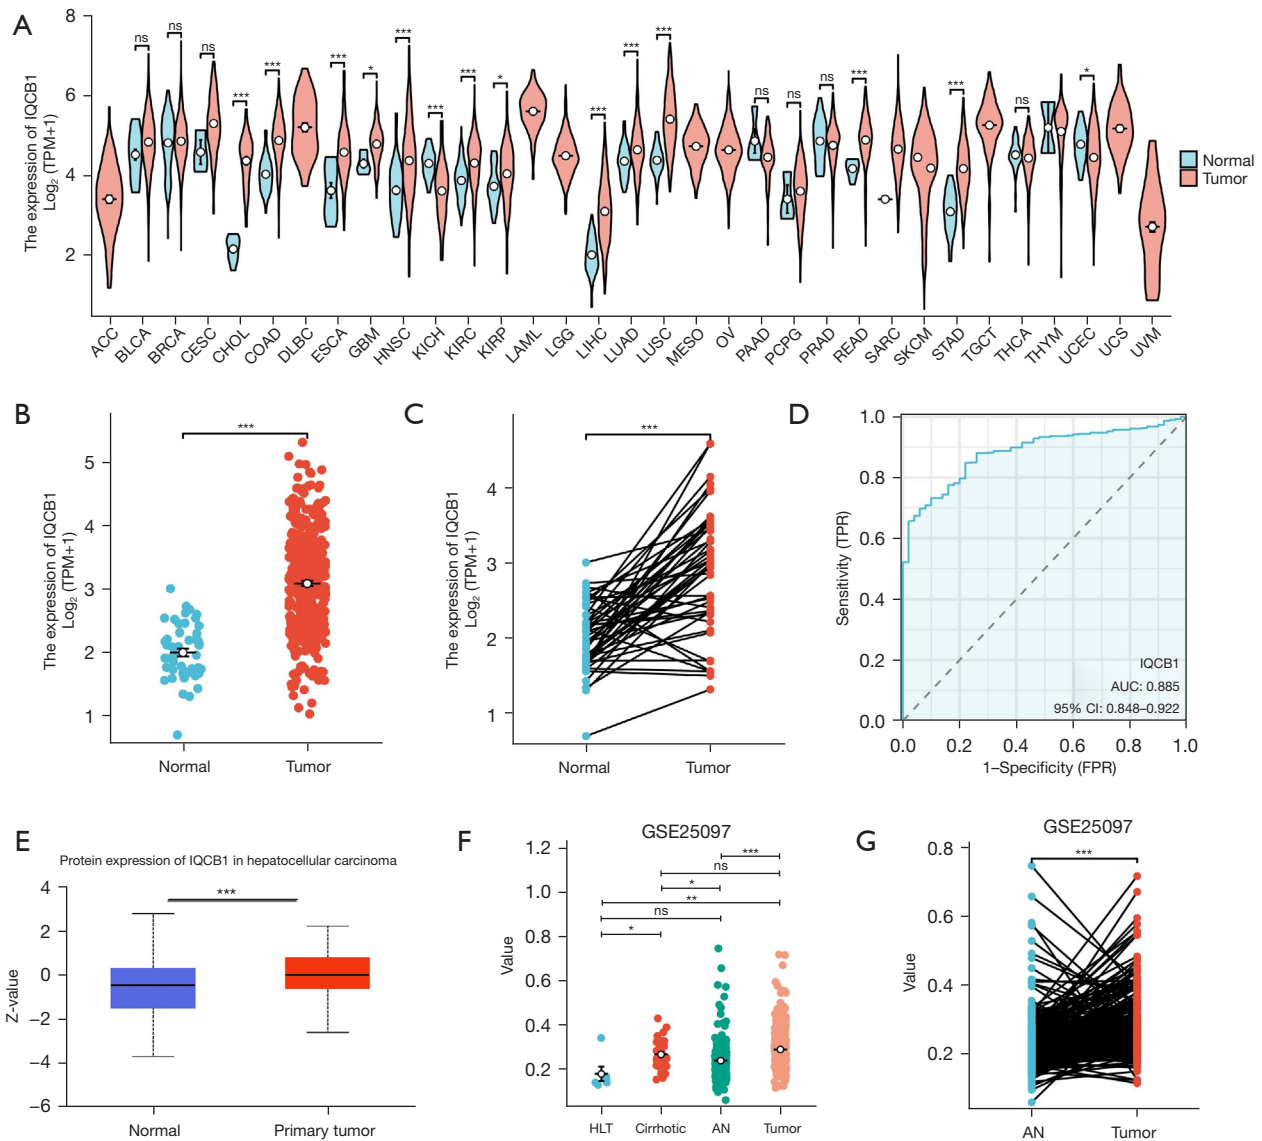 A
The expression of IQCB1
Log2 (TPM+1)
8
6
4
2
ns
ns
ns
***
***
***
*
***
***
***
*
***
***
***
ns
ns
ns
***
***
ns
*
Normal
Tumor
ACC
BLCA
BRCA
CESC
CHOL
COAD
DLBC
ESCA
GBM
HNSC
KICH
KIRC
KIRP
LAML
LGG
LIHC
LUAD
LUSC
MESO
OV
PAAD
PCPG
PRAD
READ
SARC
SKCM
STAD
TGCT
THCA
THYM
UCEC
UCS
UVM
B
The expression of IQCB1
Log2 (TPM+1)
5
4
3
2
1
***
Normal
Tumor
C
The expression of IQCB1
Log2 (TPM+1)
4
3
2
1
***
Normal
Tumor
D
Sensitivity (TPR)
1.0
0.8
0.6
0.4
0.2
0.0
IQCB1
AUC: 0.885
95% CI: 0.848–0.922
0.0
0.2
0.4
0.6
0.8
1.0
1–Specificity (FPR)
E
Protein expression of IQCB1 in hepatocellular carcinoma
Z-value
4
2
0
−2
−4
−6
***
Normal
Primary tumor
F
GSE25097
Value
1.2
1.0
0.8
0.6
0.4
0.2
***
ns
*
**
ns
*
HLT
Cirrhotic
AN
Tumor
G
GSE25097
Value
0.8
0.6
0.4
0.2
***
AN
Tumor